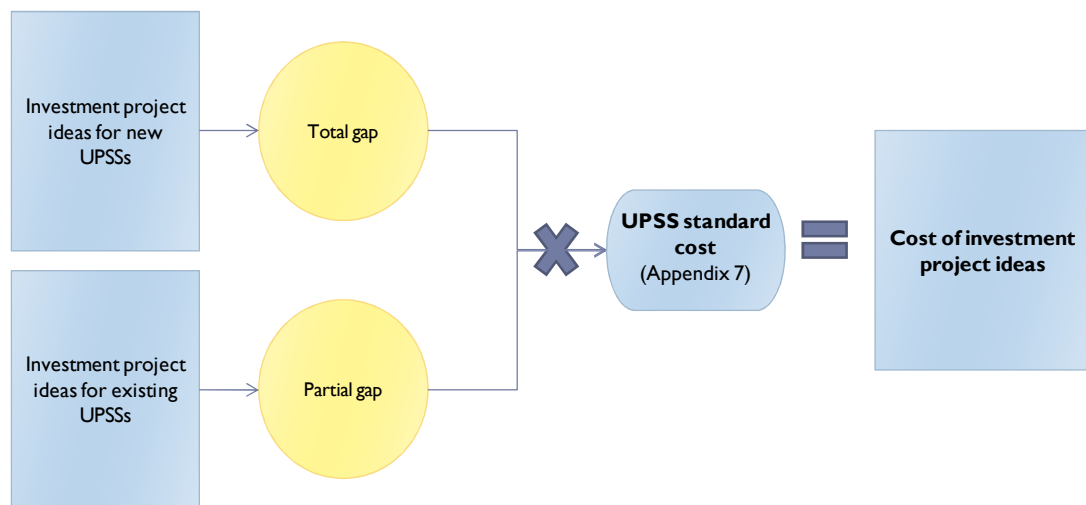 Investment project
ideas for new
UPSSs
Total gap
UPSS standard
cost
(Appendix 7)
Cost of investment
project ideas
Investment project
ideas for existing
UPSSs
Partial gap